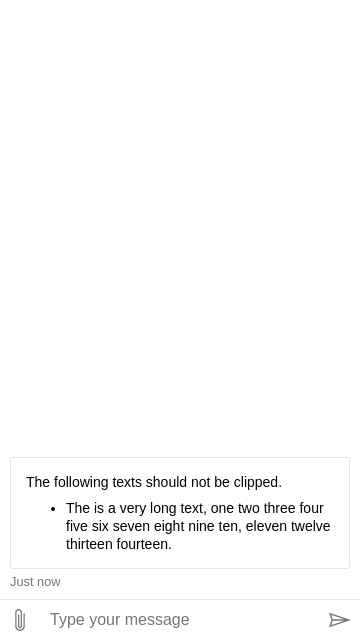 The following texts should not be clipped.
• The is a very long text, one two three four
five six seven eight nine ten, eleven twelve
thirteen fourteen.
Just now
Type your message